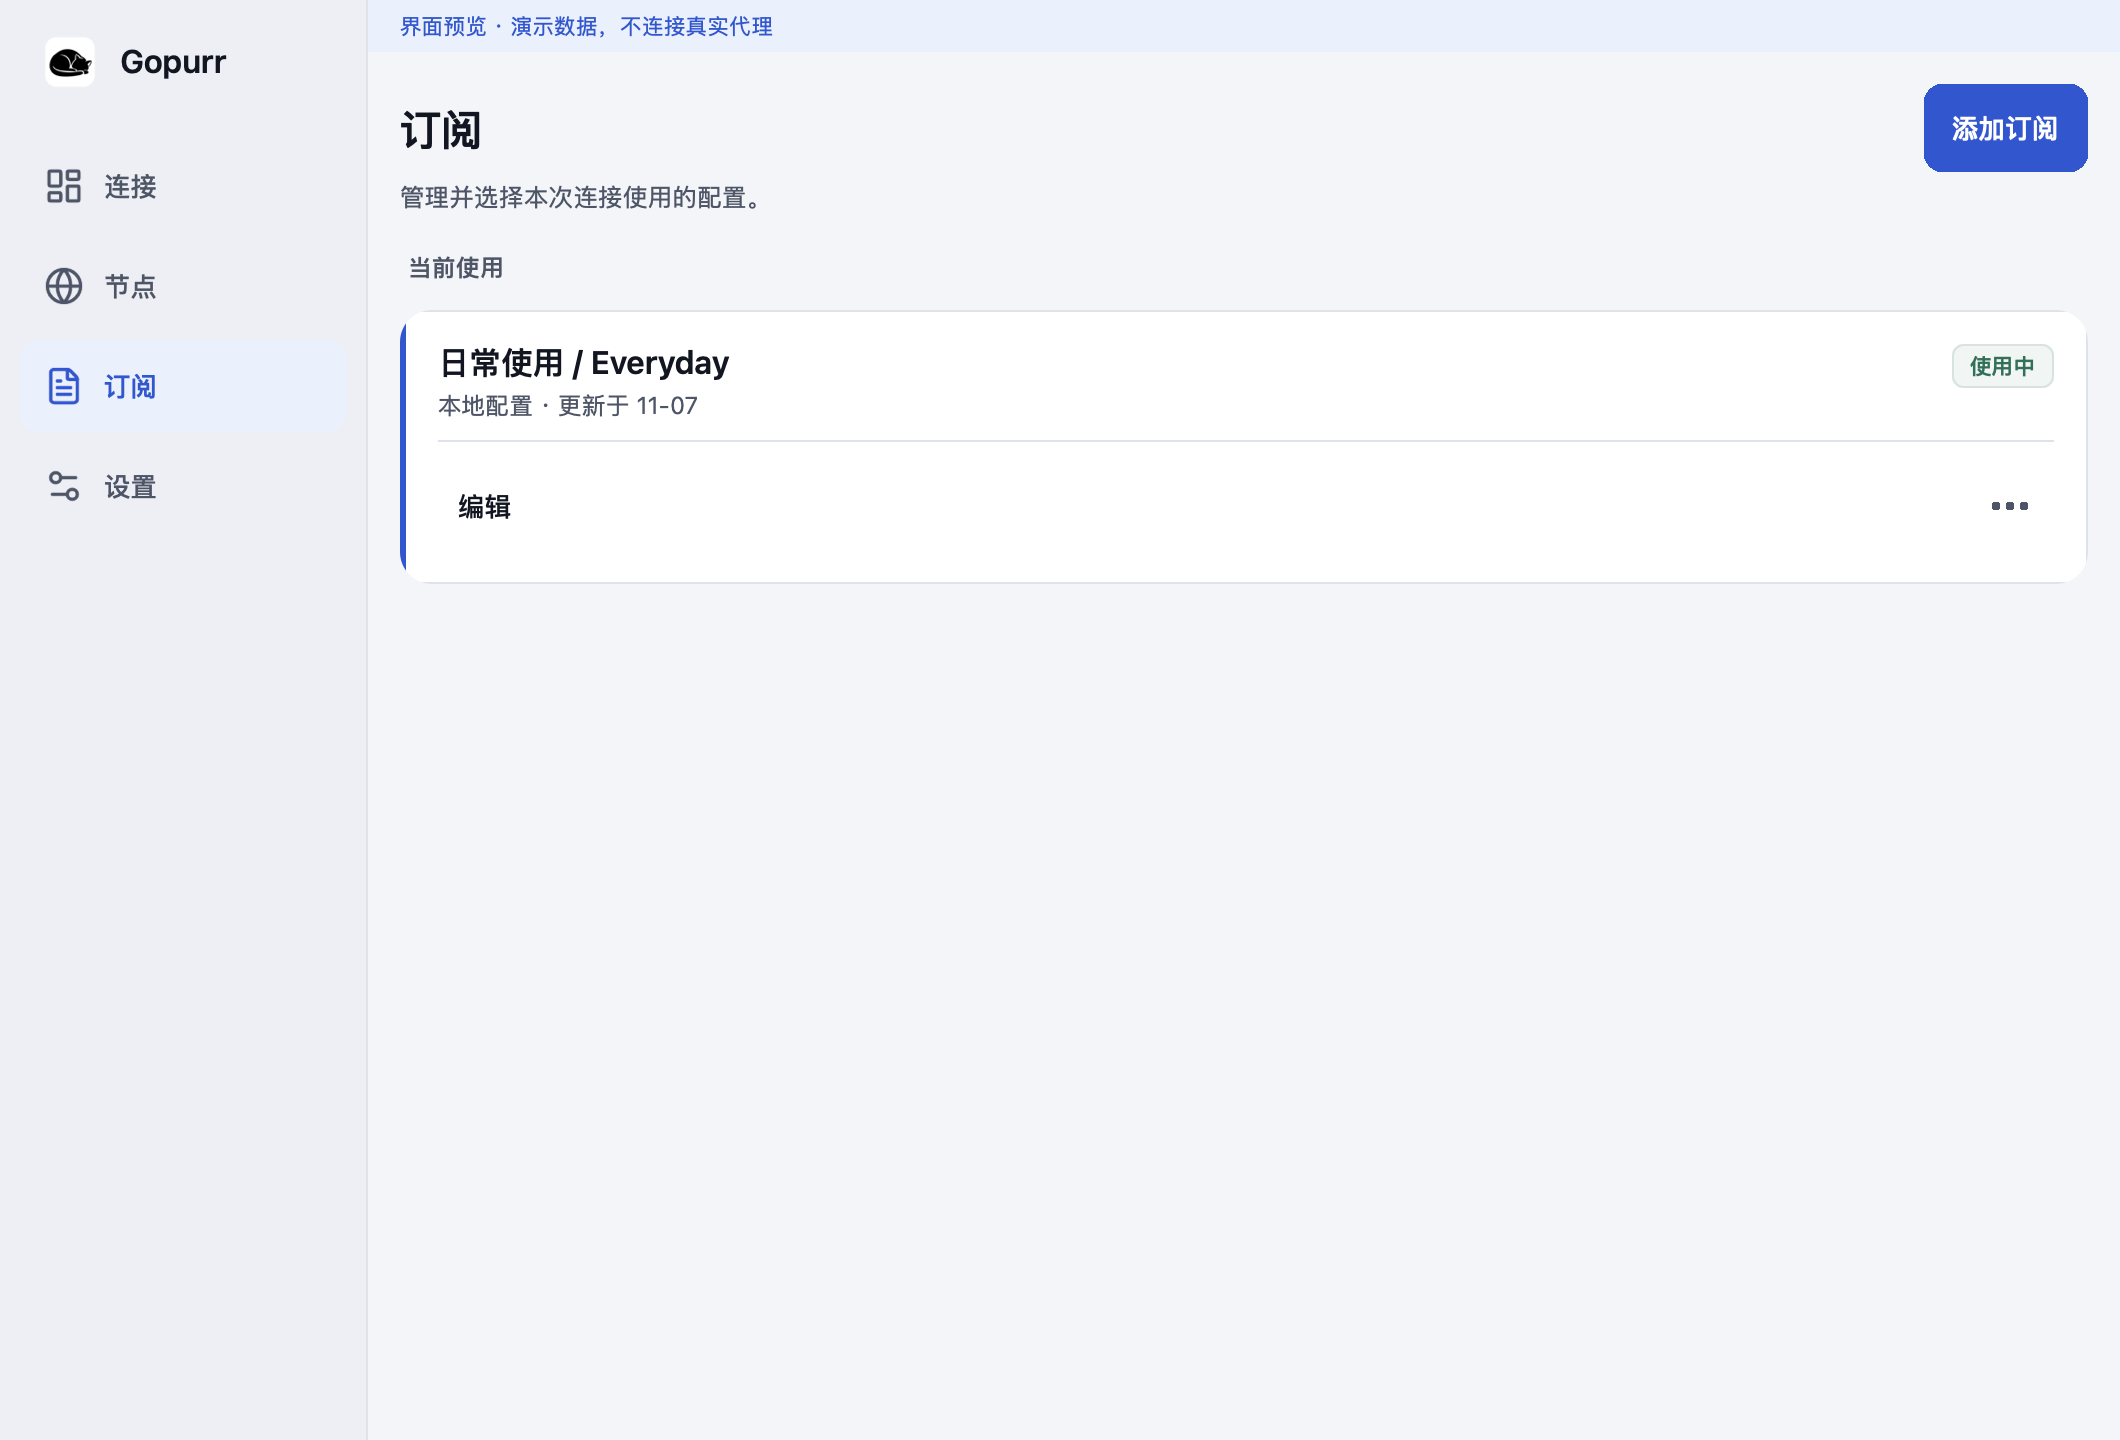 Gopurr
连接
节点
订阅
设置
界面预览 · 演示数据，不连接真实代理
订阅
添加订阅
管理并选择本次连接使用的配置。
当前使用
日常使用 / Everyday
使用中
本地配置 · 更新于 11-07
编辑